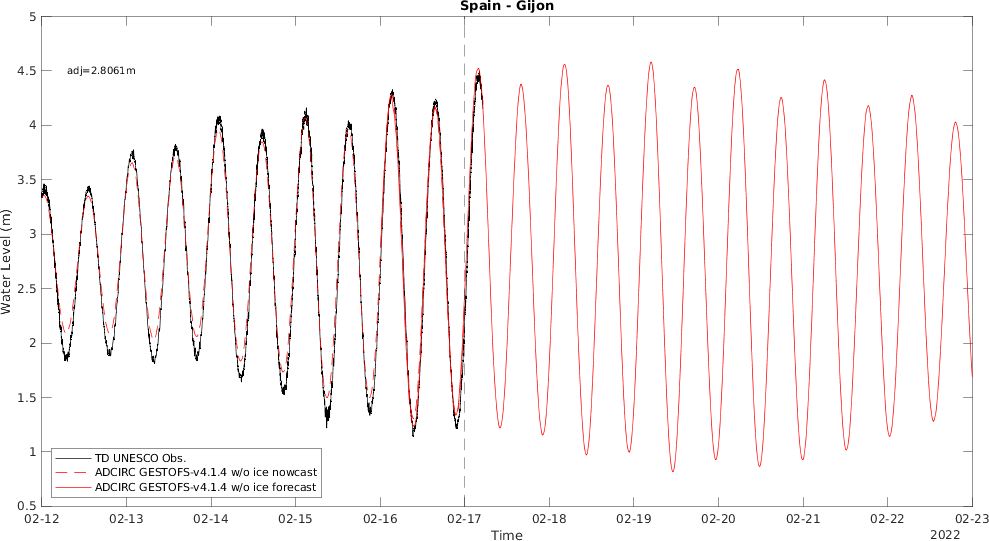 Spain - Gijon
5
4.5
4
3.5
3
2.5
2
1.5
1
0.5
Water Level (m)
adj=2.8061m
TD UNESCO Obs.
ADCIRC GESTOFS-v4.1.4 w/o ice nowcast
ADCIRC GESTOFS-v4.1.4 w/o ice forecast
02-12 02-13 02-14 02-15 02-16 02-17 02-18 02-19 02-20 02-21 02-22 02-23
Time
2022